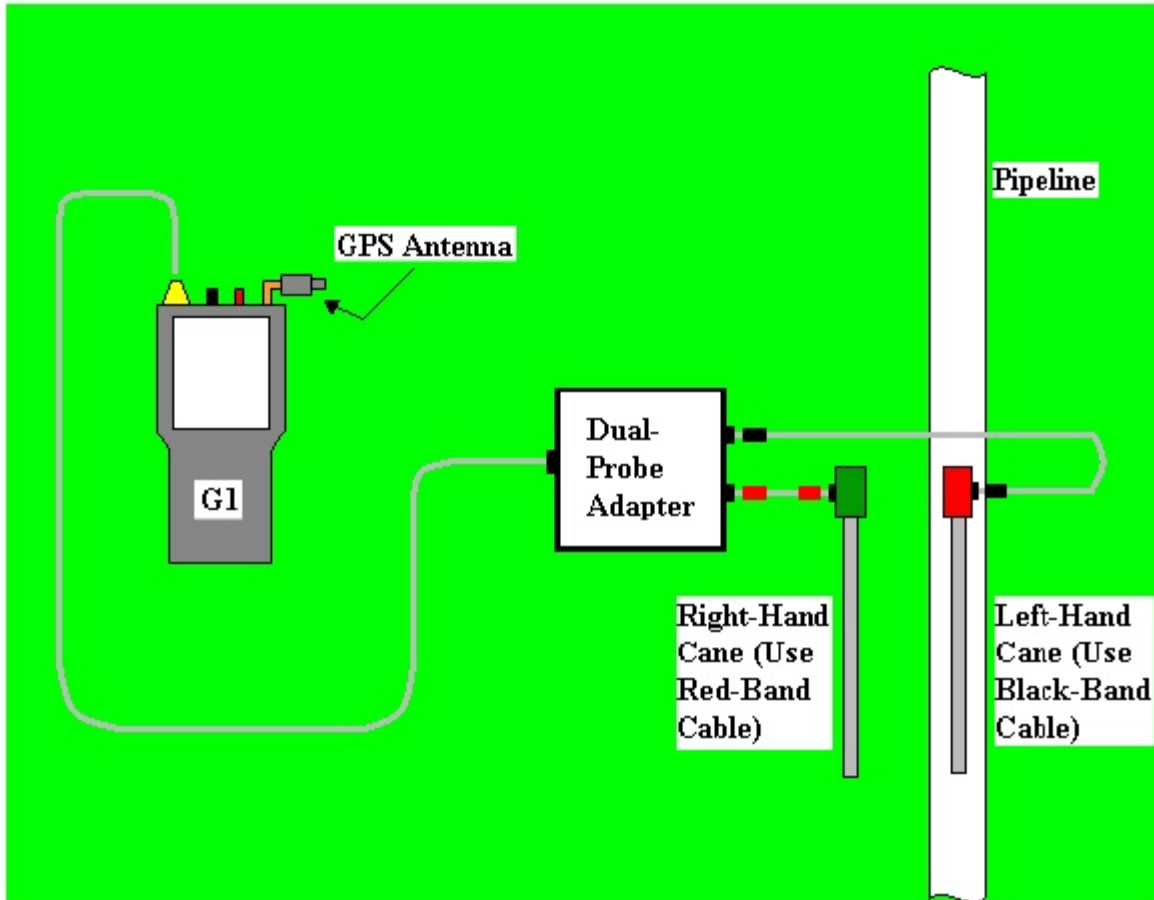 Pipeline
GPS Antenna
G1
Dual-
Probe
Adapter
Right-Hand
Cane (Use
Red-Band
Cable)
Left-Hand
Cane (Use
Black-Band
Cable)